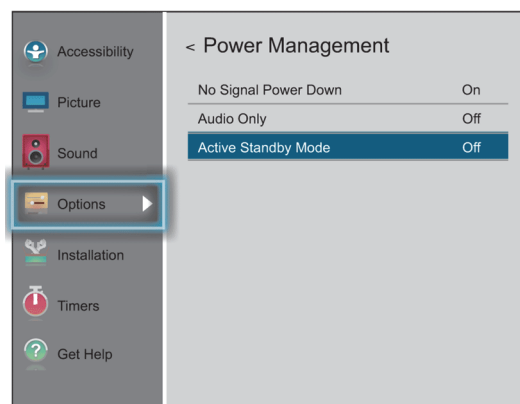 Accessibility
Picture
Sound
Options
Installation
Timers
? Get Help
< Power Management
No Signal Power Down On
Audio Only Off
Active Standby Mode Off